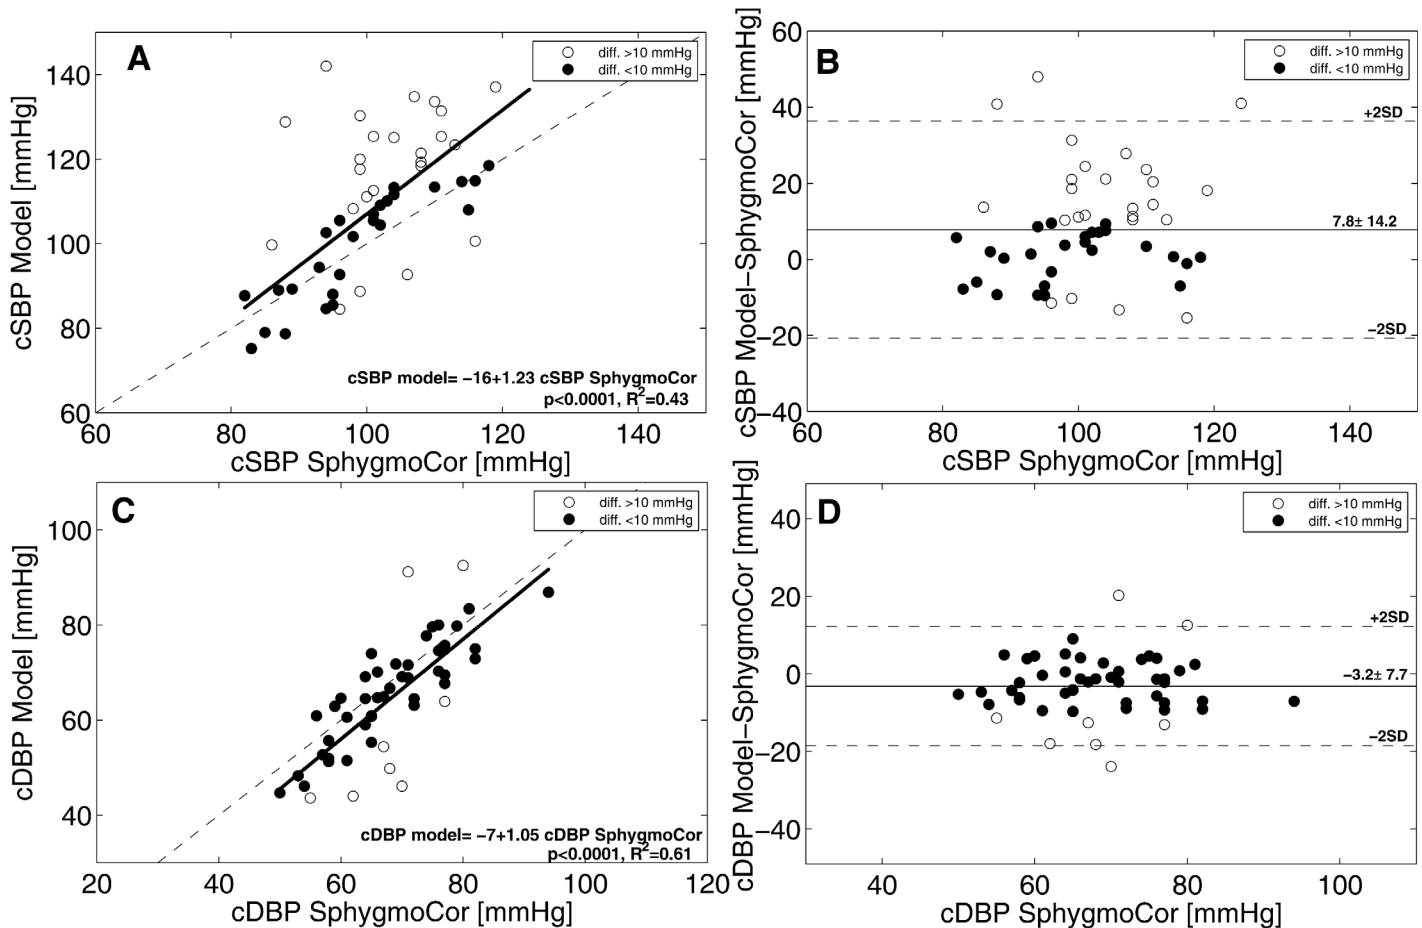 A
diff. >10 mmHg
diff. <10 mmHg
140
120
100
80
60
cSBP Model [mmHg]
cSBP model= −16+1.23 cSBP SphygmoCor
p<0.0001, R²=0.43
60 80 100 120 140
cSBP SphygmoCor [mmHg]
B
diff. >10 mmHg
diff. <10 mmHg
60
40
20
0
−20
−40
cSBP Model−SphygmoCor [mmHg]
+2SD
7.8± 14.2
−2SD
60 80 100 120 140
cSBP SphygmoCor [mmHg]
C
diff. >10 mmHg
diff. <10 mmHg
100
80
60
40
cDBP Model [mmHg]
cDBP model= −7+1.05 cDBP SphygmoCor
p<0.0001, R²=0.61
20 40 60 80 100 120
cDBP SphygmoCor [mmHg]
D
diff. >10 mmHg
diff. <10 mmHg
40
20
0
−20
−40
cDBP Model−SphygmoCor [mmHg]
+2SD
−3.2± 7.7
−2SD
40 60 80 100
cDBP SphygmoCor [mmHg]